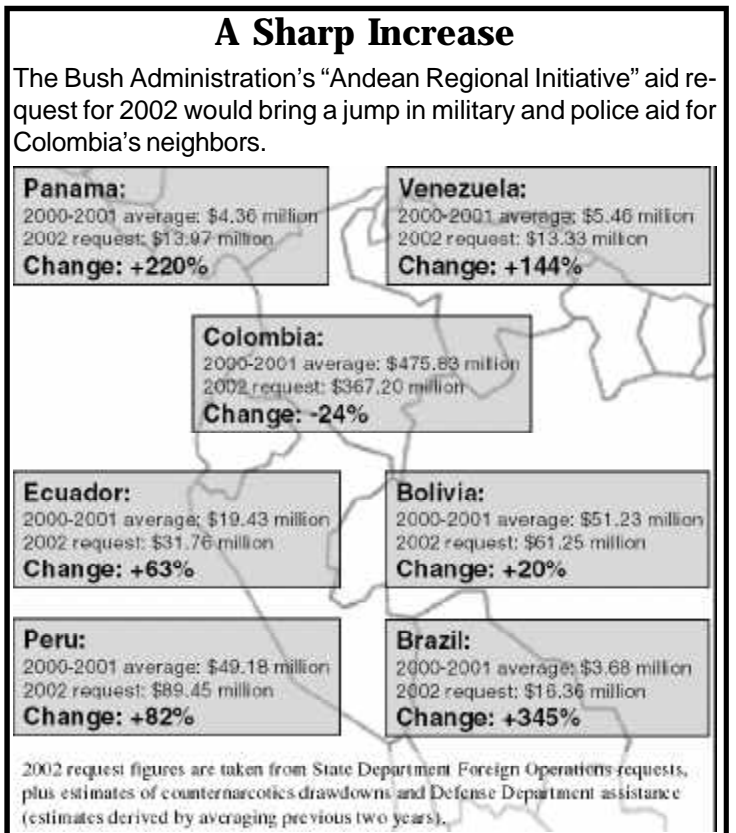 A Sharp Increase
The Bush Administration's “Andean Regional Initiative” aid re-
quest for 2002 would bring a jump in military and police aid for
Colombia's neighbors.
Panama:
2000-2001 average: $4.36 million
2002 request: $13.97 million
Change: +220%
Venezuela:
2000-2001 average: $5.46 million
2002 request: $13.33 million
Change: +144%
Colombia:
2000-2001 average: $475.63 million
2002 request: $367.20 million
Change: -24%
Ecuador:
2000-2001 average: $19.43 million
2002 request: $31.76 million
Change: +63%
Bolivia:
2000-2001 average: $51.23 million
2002 request: $61.25 million
Change: +20%
Peru:
2000-2001 average: $49.18 million
2002 request: $89.45 million
Change: +82%
Brazil:
2000-2001 average: $3.68 million
2002 request: $16.36 million
Change: +345%
2002 request figures are taken from State Department Foreign Operations requests,
plus estimates of counternarcotics drawdowns and Defense Department assistance
(estimates derived by averaging previous two years).